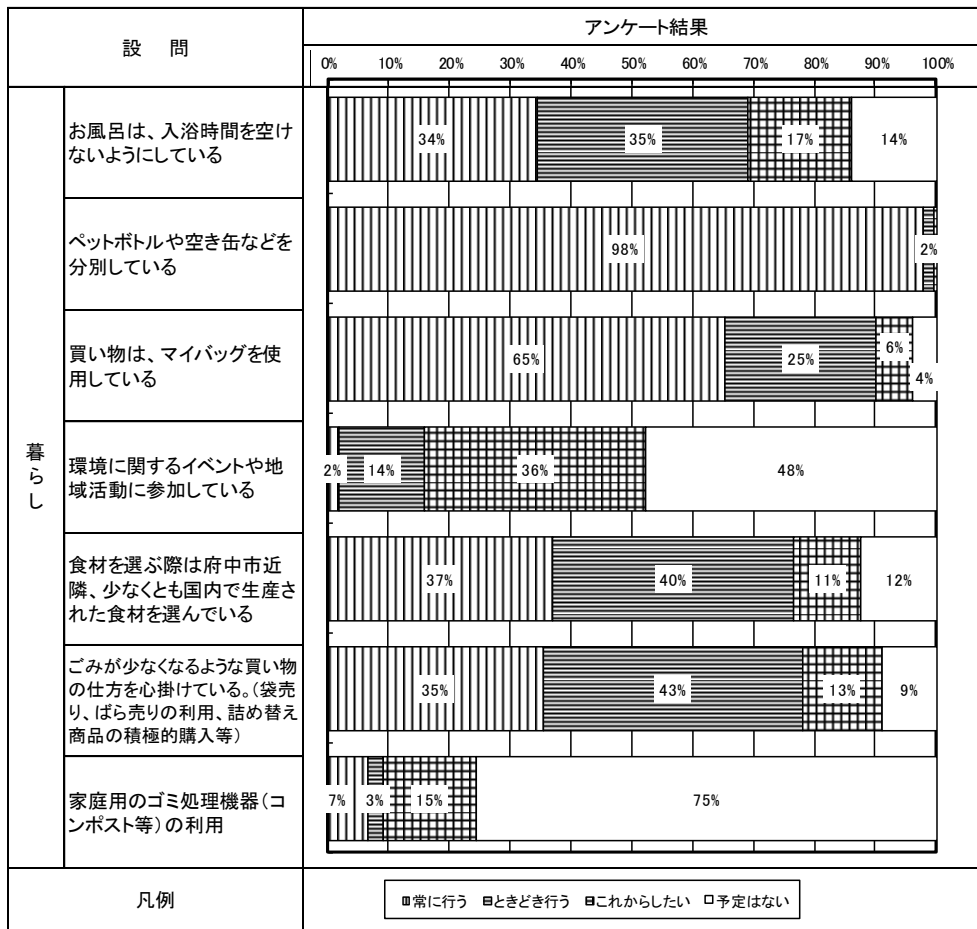 設　問
アンケート結果
0% 10% 20% 30% 40% 50% 60% 70% 80% 90% 100%
暮らし
お風呂は、入浴時間を空け
ないようにしている
34% 35% 17% 14%
ペットボトルや空き缶などを
分別している
98% 2%
買い物は、マイバッグを使
用している
65% 25% 6% 4%
環境に関するイベントや地
域活動に参加している
2% 14% 36% 48%
食材を選ぶ際は府中市近
隣、少なくとも国内で生産さ
れた食材を選んでいる
37% 40% 11% 12%
ごみが少なくなるような買い物
の仕方を心掛けている。(袋売
り、ばら売りの利用、詰め替え
商品の積極的購入等)
35% 43% 13% 9%
家庭用のゴミ処理機器(コ
ンポスト等)の利用
7% 3% 15% 75%
凡例
常に行う ときどき行う これからしたい 予定はない